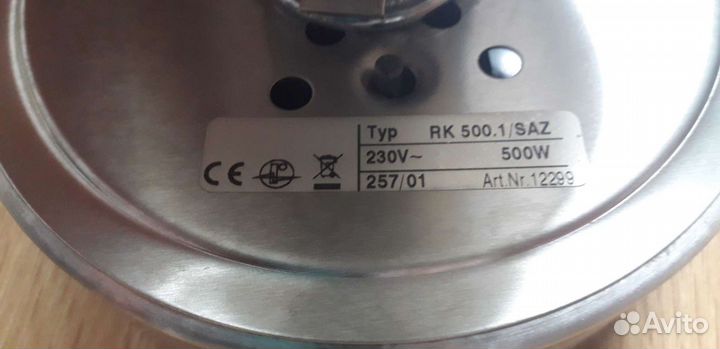 Typ RK 500.1/SAZ
230V~ 500W
CE 257/01 Art.Nr.12299
Avito